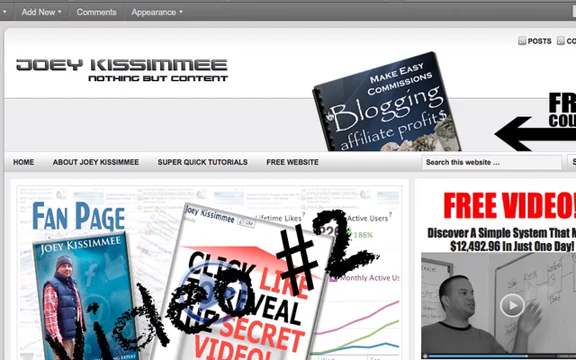 Add New
Comments
Appearance
POSTS
JOEY KISSIMMEE
NOTHING BUT CONTENT
MAKE EASY
COMMISSIONS
Blogging
affiliate profit$
HOME
ABOUT JOEY KISSIMMEE
SUPER QUICK TUTORIALS
FREE WEBSITE
Search this website ...
FAN PAGE
JOEY KISSIMMEE
Joey Kissimmee
CLICK LIKE
REVEAL
THE SECRET
VIDEO!
Video #2
Lifetime Likes?
Active Users?
186%
Monthly Active Us
FREE VIDEO!
Discover A Simple System That M
$12,492.96 In Just One Day!